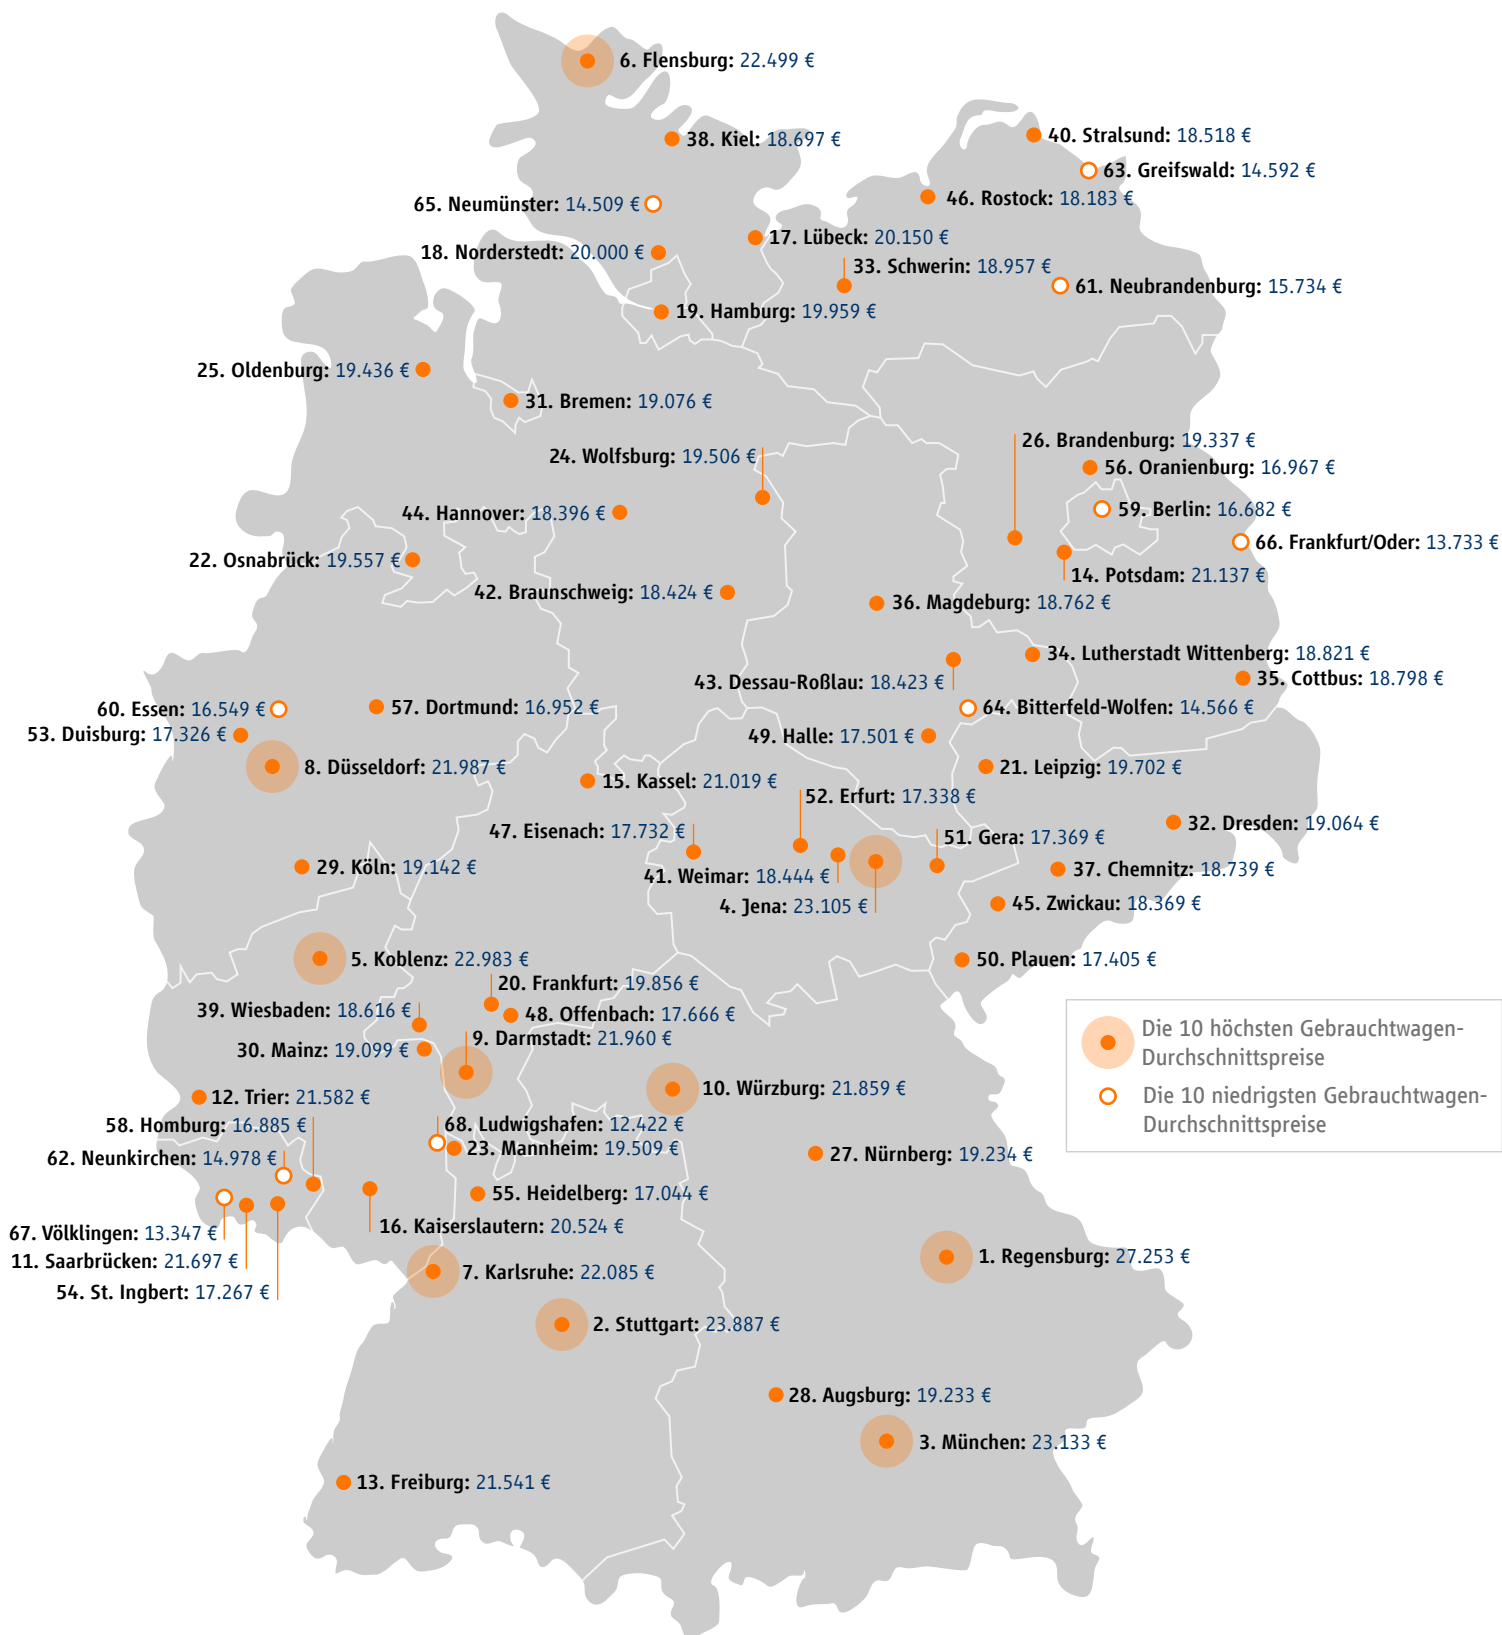 6. Flensburg: 22.499 €
38. Kiel: 18.697 €
40. Stralsund: 18.518 €
63. Greifswald: 14.592 €
65. Neumünster: 14.509 €
46. Rostock: 18.183 €
17. Lübeck: 20.150 €
18. Norderstedt: 20.000 €
33. Schwerin: 18.957 €
61. Neubrandenburg: 15.734 €
19. Hamburg: 19.959 €
25. Oldenburg: 19.436 €
31. Bremen: 19.076 €
26. Brandenburg: 19.337 €
24. Wolfsburg: 19.506 €
56. Oranienburg: 16.967 €
44. Hannover: 18.396 €
59. Berlin: 16.682 €
66. Frankfurt/Oder: 13.733 €
22. Osnabrück: 19.557 €
14. Potsdam: 21.137 €
42. Braunschweig: 18.424 €
36. Magdeburg: 18.762 €
34. Lutherstadt Wittenberg: 18.821 €
35. Cottbus: 18.798 €
43. Dessau-Roßlau: 18.423 €
60. Essen: 16.549 €
57. Dortmund: 16.952 €
64. Bitterfeld-Wolfen: 14.566 €
53. Duisburg: 17.326 €
49. Halle: 17.501 €
8. Düsseldorf: 21.987 €
21. Leipzig: 19.702 €
15. Kassel: 21.019 €
52. Erfurt: 17.338 €
32. Dresden: 19.064 €
47. Eisenach: 17.732 €
51. Gera: 17.369 €
29. Köln: 19.142 €
37. Chemnitz: 18.739 €
41. Weimar: 18.444 €
45. Zwickau: 18.369 €
4. Jena: 23.105 €
5. Koblenz: 22.983 €
50. Plauen: 17.405 €
20. Frankfurt: 19.856 €
39. Wiesbaden: 18.616 €
48. Offenbach: 17.666 €
9. Darmstadt: 21.960 €
30. Mainz: 19.099 €
Die 10 höchsten Gebrauchtwagen-
Durchschnittspreise
Die 10 niedrigsten Gebrauchtwagen-
Durchschnittspreise
10. Würzburg: 21.859 €
12. Trier: 21.582 €
58. Homburg: 16.885 €
68. Ludwigshafen: 12.422 €
23. Mannheim: 19.509 €
62. Neunkirchen: 14.978 €
27. Nürnberg: 19.234 €
55. Heidelberg: 17.044 €
16. Kaiserslautern: 20.524 €
67. Völklingen: 13.347 €
11. Saarbrücken: 21.697 €
1. Regensburg: 27.253 €
7. Karlsruhe: 22.085 €
54. St. Ingbert: 17.267 €
2. Stuttgart: 23.887 €
28. Augsburg: 19.233 €
3. München: 23.133 €
13. Freiburg: 21.541 €